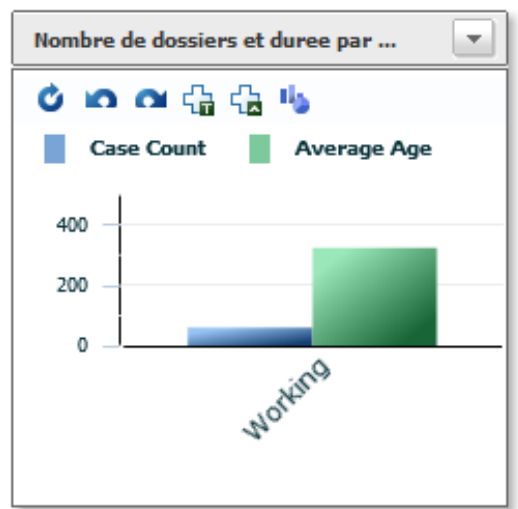 Nombre de dossiers et duree par ...
Case Count Average Age
400
200
0
Working